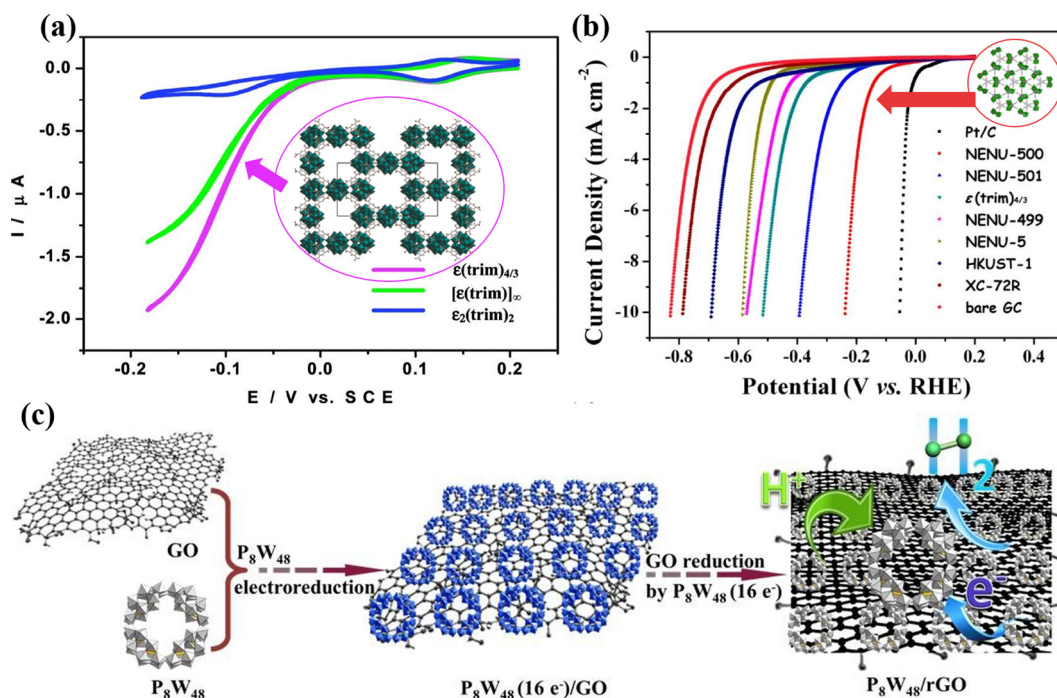 (a)
0.0
-0.5
-1.0
-1.5
-2.0
I / μA
-0.2
-0.1
0.0
0.1
0.2
E / V vs. SCE
ε(trim)4/3
[ε(trim)]∞
ε2(trim)2
(b)
0
-2
-4
-6
-8
-10
Current Density (mA cm-2)
-0.8
-0.6
-0.4
-0.2
0.0
0.2
0.4
Potential (V vs. RHE)
Pt/C
NENU-500
NENU-501
ε(trim)4/3
NENU-499
NENU-5
HKUST-1
XC-72R
bare GC
(c)
GO
P8W48
P8W48
electroreduction
P8W48 (16 e-)/GO
GO reduction
by P8W48 (16 e-)
H+
H2
e-
P8W48/rGO